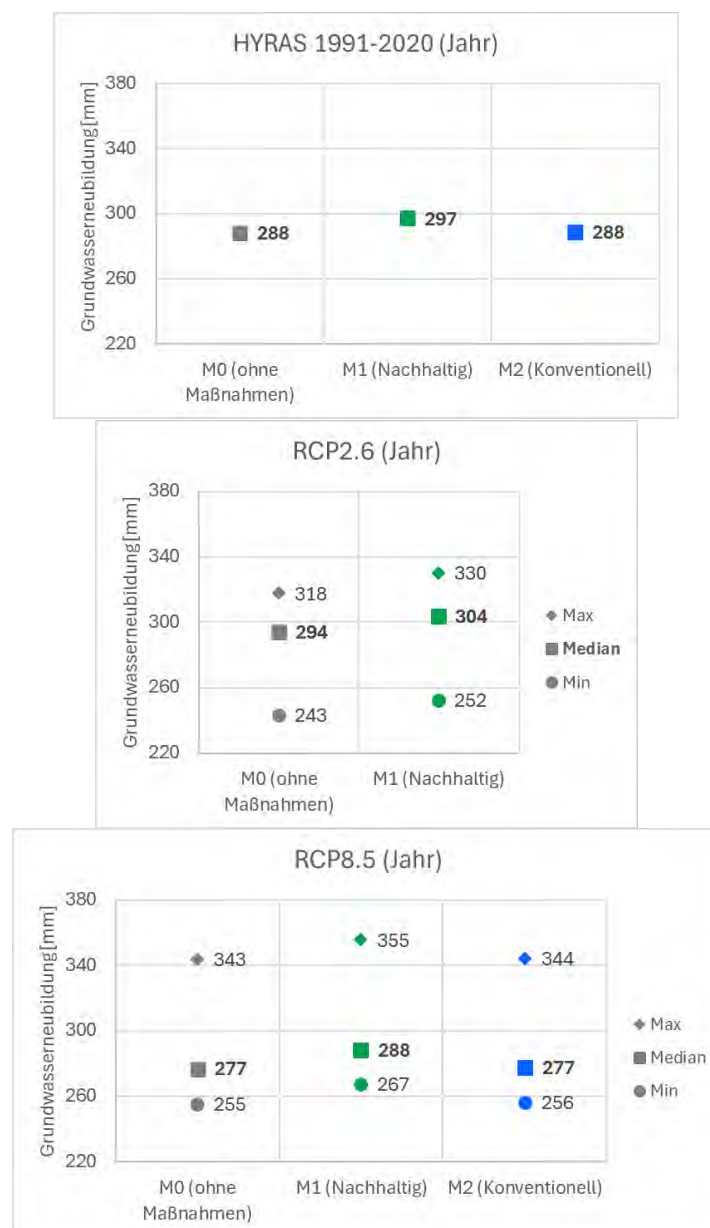 HYRAS 1991-2020 (Jahr)
Grundwasserneubildung[mm]
380
340
300
260
220
288
297
288
M0 (ohne
Maßnahmen)
M1 (Nachhaltig)
M2 (Konventionell)
RCP2.6 (Jahr)
Grundwasserneubildung[mm]
380
340
300
260
220
318
294
243
330
304
252
M0 (ohne
Maßnahmen)
M1 (Nachhaltig)
Max
Median
Min
RCP8.5 (Jahr)
Grundwasserneubildung[mm]
380
340
300
260
220
343
277
255
355
288
267
344
277
256
M0 (ohne
Maßnahmen)
M1 (Nachhaltig)
M2 (Konventionell)
Max
Median
Min